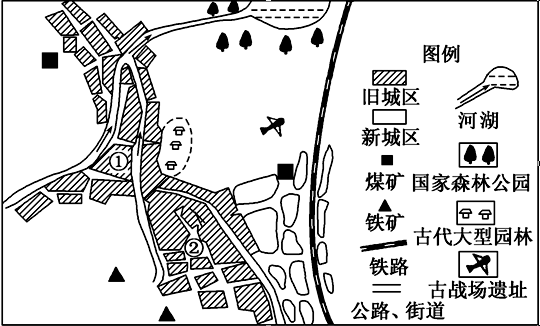 ①
②
图例
旧城区
新城区
河湖
煤矿
国家森林公园
铁矿
古代大型园林
铁路
古战场遗址
公路、街道